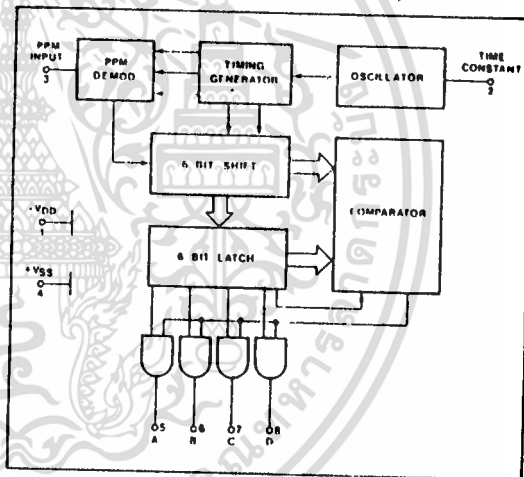 PPM
INPUT
3
PPM
DEMOD
TIMING
GENERATOR
OSCILLATOR
TIME
CONSTANT
2
6 BIT SHIFT
COMPARATOR
-VDD
1
6 BIT LATCH
+VSS
4
5
6
7
8
A
B
C
D